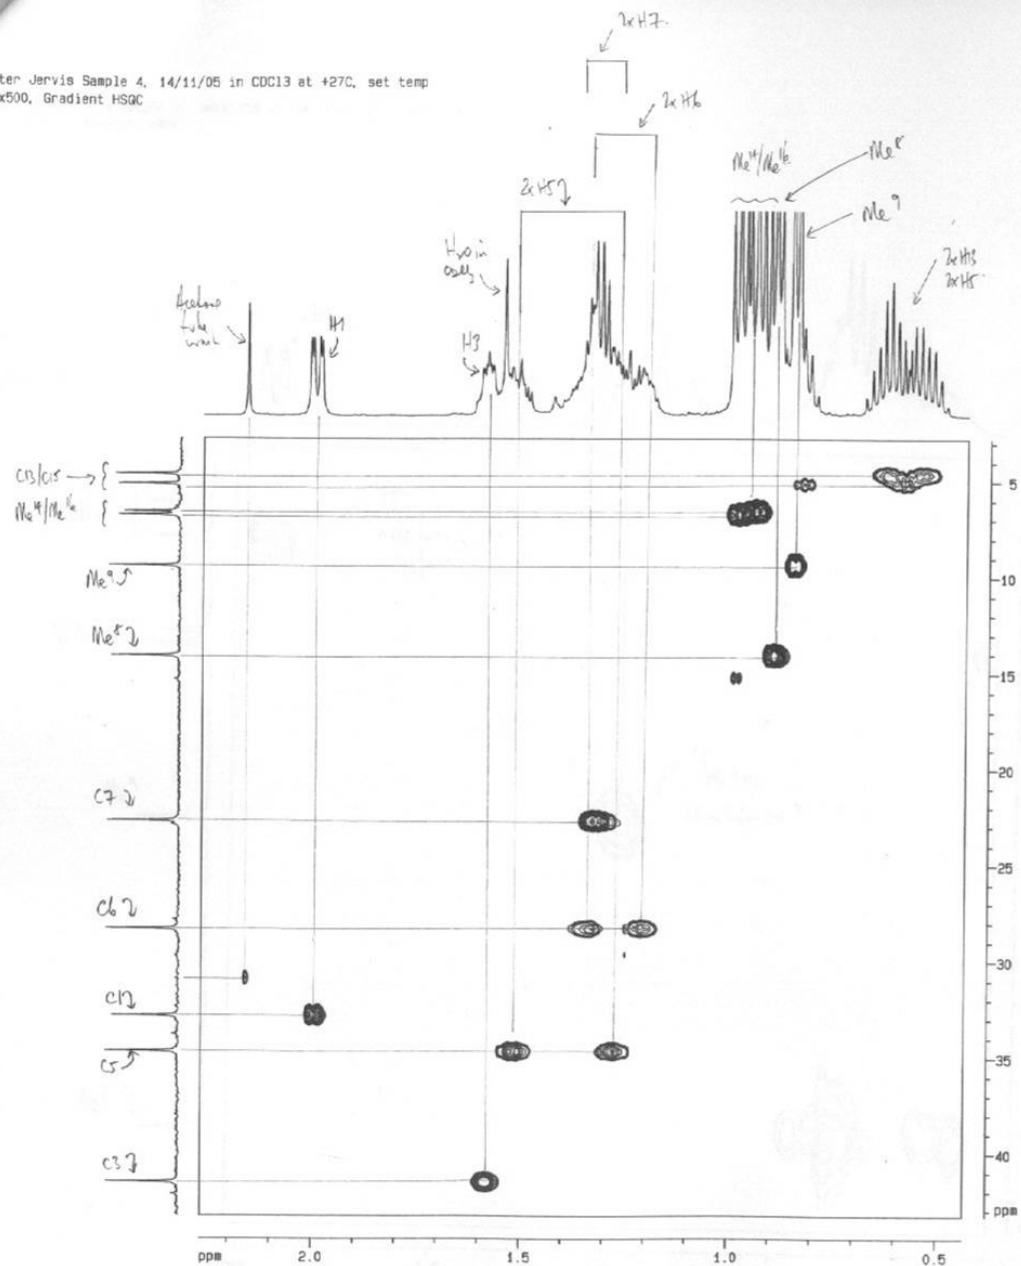 2xH7
ter Jervis Sample 4, 14/11/05 in CDCl3 at +27C, set temp
x500, Gradient HSQC
2xH6
Me14/Me16
Me8
2xH5
Me9
H2O in
CDCl3
2xH13
2xH15
Acetone
tube
wash
H1
H3
C13/C15
5
Me14/Me16
Me9
10
Me8
15
20
C7
25
C6
30
C1
35
C5
40
C3
ppm
ppm 2.0 1.5 1.0 0.5